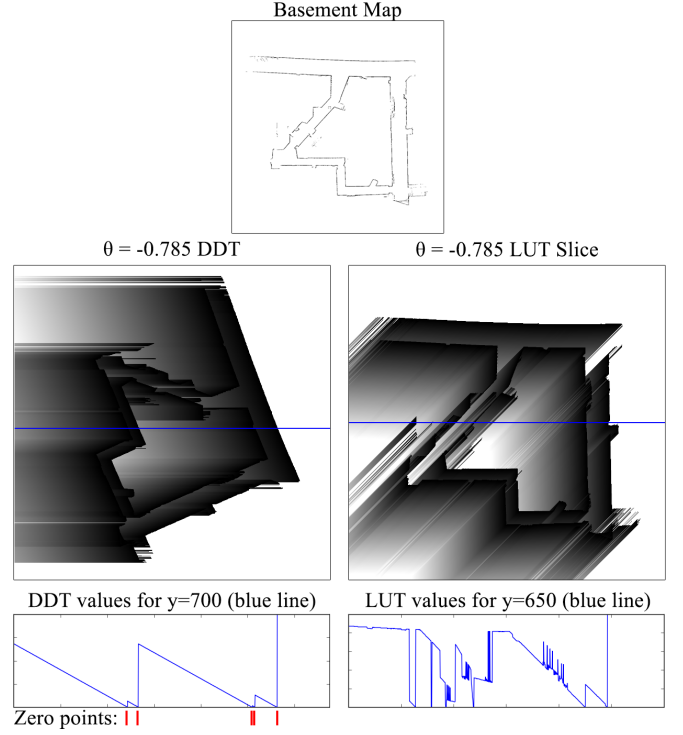 Basement Map
θ = -0.785 DDT
θ = -0.785 LUT Slice
DDT values for y=700 (blue line)
LUT values for y=650 (blue line)
Zero points: